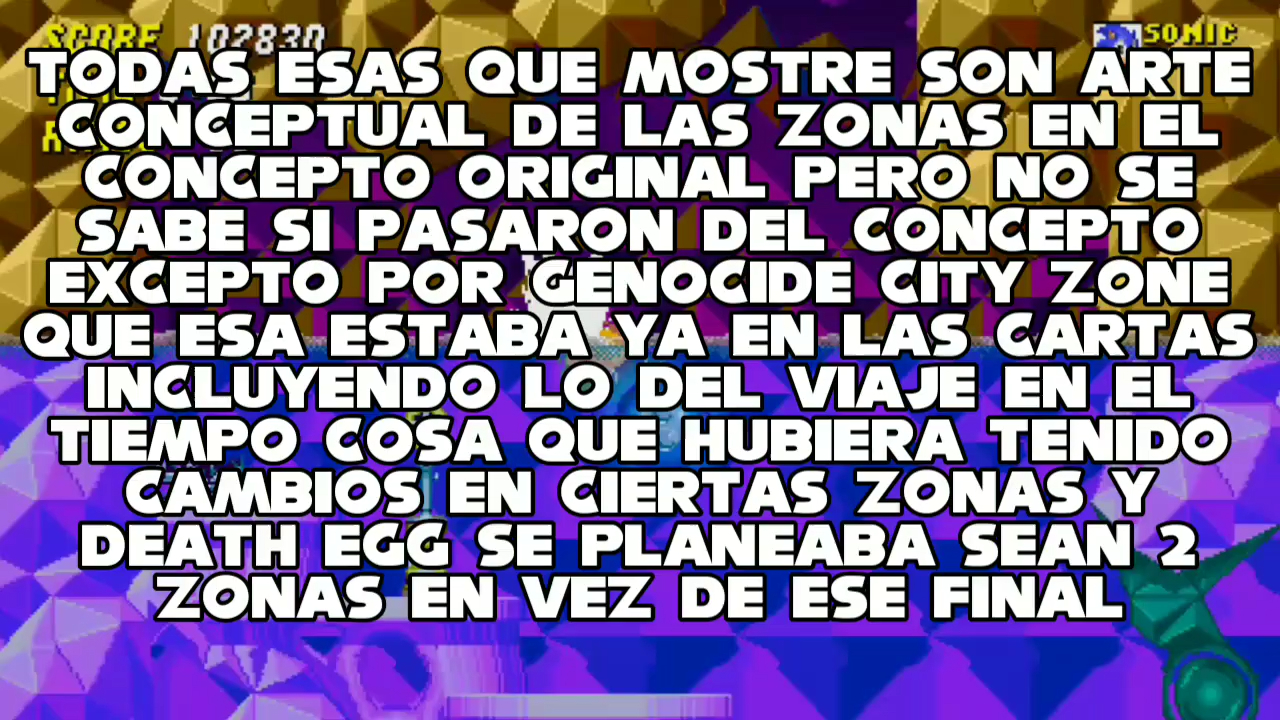 SCORE 102830
SONIC
TODAS ESAS QUE MOSTRE SON ARTE
CONCEPTUAL DE LAS ZONAS EN EL
CONCEPTO ORIGINAL PERO NO SE
SABE SI PASARON DEL CONCEPTO
EXCEPTO POR GENOCIDE CITY ZONE
QUE ESA ESTABA YA EN LAS CARTAS
INCLUYENDO LO DEL VIAJE EN EL
TIEMPO COSA QUE HUBIERA TENIDO
CAMBIOS EN CIERTAS ZONAS Y
DEATH EGG SE PLANEABA SEAN 2
ZONAS EN VEZ DE ESE FINAL